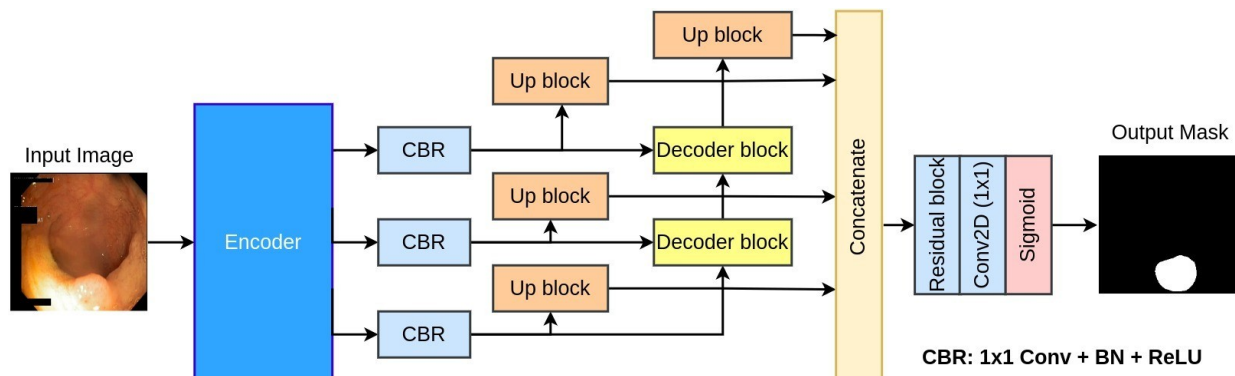 Up block
Up block
CBR
Decoder block
Input Image
Output Mask
Up block
Encoder
CBR
Decoder block
Concatenate
Residual block
Conv2D (1x1)
Sigmoid
Up block
CBR
CBR: 1x1 Conv + BN + ReLU